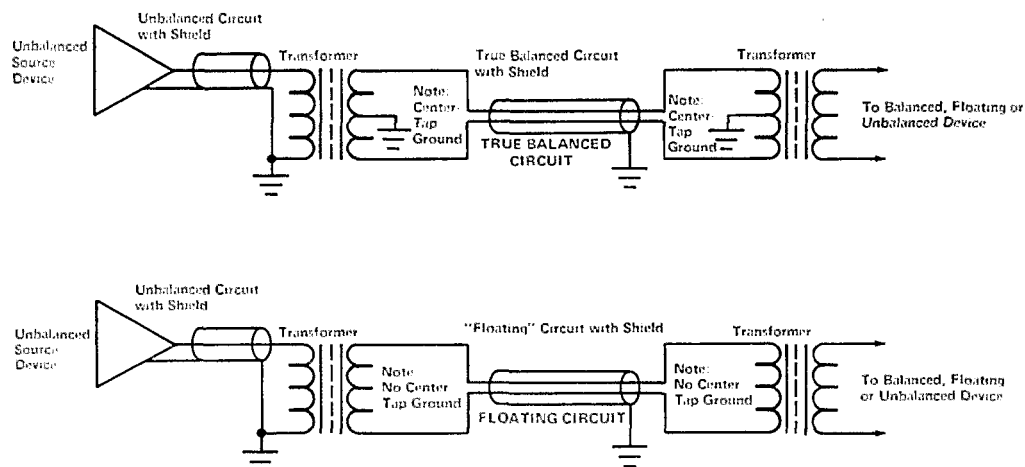 Unbalanced Circuit
with Shield
Unbalanced
Source
Device
Transformer
Note:
Center-
Tap
Ground
True Balanced Circuit
with Shield
TRUE BALANCED
CIRCUIT
Note:
Center-
Tap
Ground
Transformer
To Balanced, Floating or
Unbalanced Device
Unbalanced Circuit
with Shield
Unbalanced
Source
Device
Transformer
Note:
No Center
Tap Ground
"Floating" Circuit with Shield
FLOATING CIRCUIT
Note:
No Center
Tap Ground
Transformer
To Balanced, Floating
or Unbalanced Device